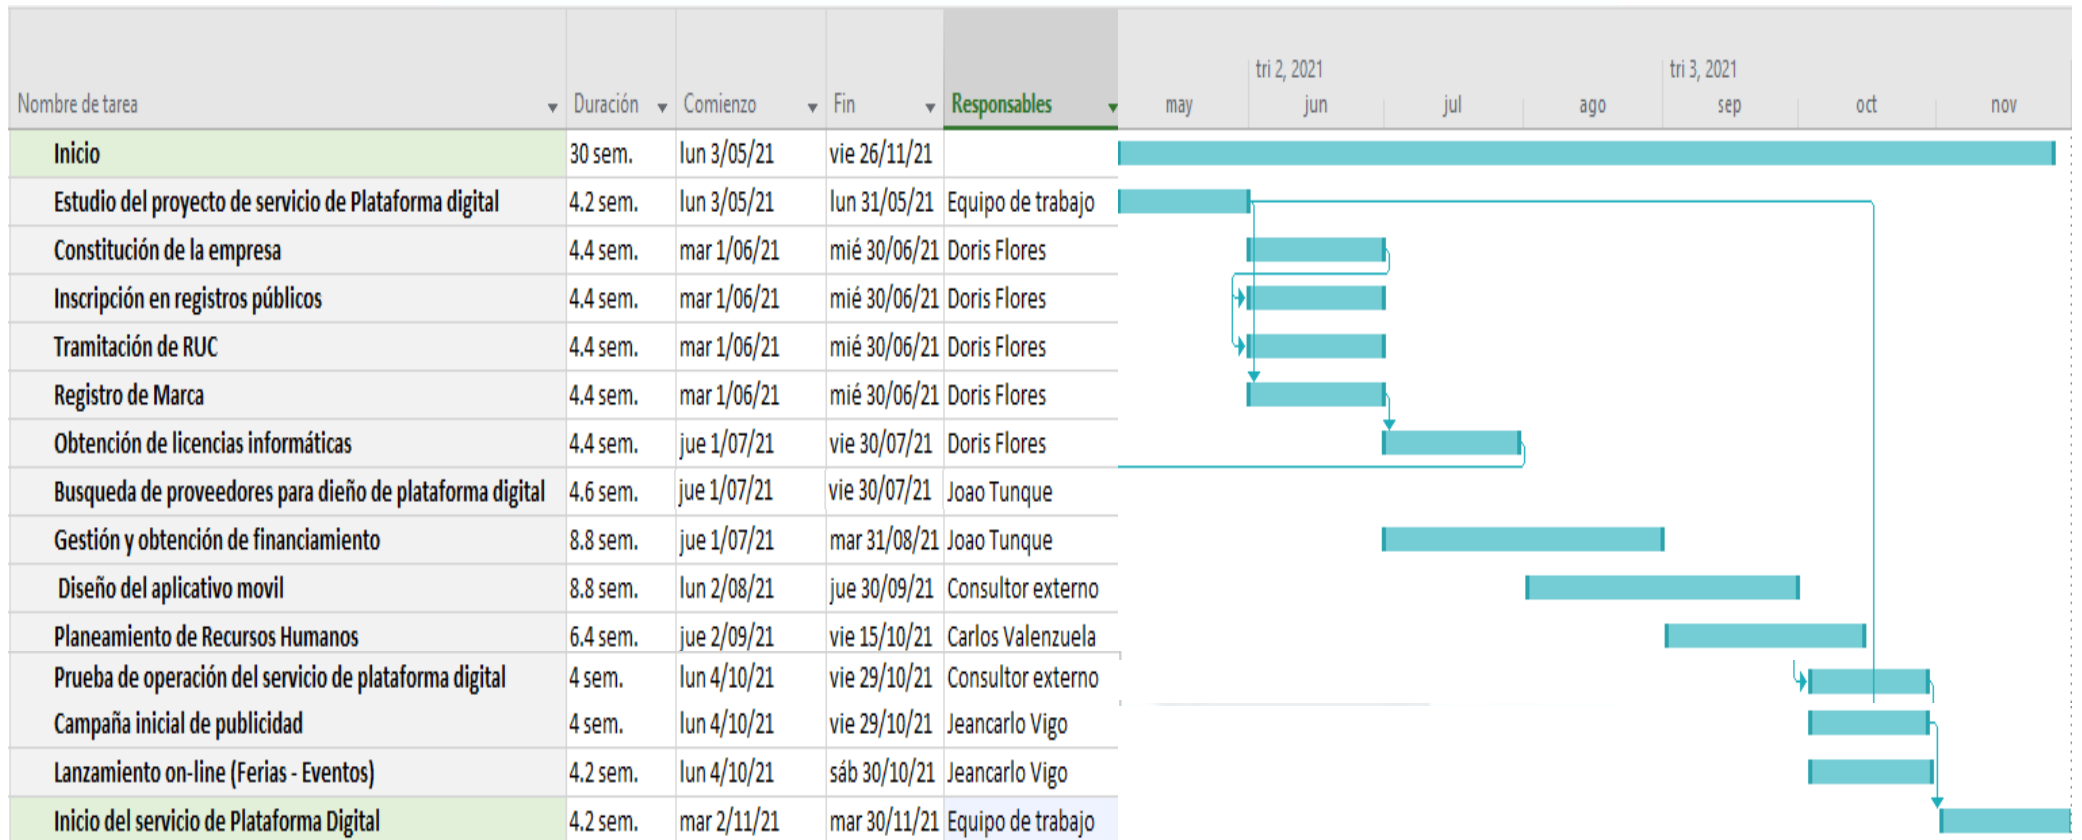 tri 2, 2021 tri 3, 2021
Nombre de tarea Duración Comienzo Fin Responsables may jun jul ago sep oct nov
Inicio 30 sem. lun 3/05/21 vie 26/11/21
Estudio del proyecto de servicio de Plataforma digital 4.2 sem. lun 3/05/21 lun 31/05/21 Equipo de trabajo
Constitución de la empresa 4.4 sem. mar 1/06/21 mié 30/06/21 Doris Flores
Inscripción en registros públicos 4.4 sem. mar 1/06/21 mié 30/06/21 Doris Flores
Tramitación de RUC 4.4 sem. mar 1/06/21 mié 30/06/21 Doris Flores
Registro de Marca 4.4 sem. mar 1/06/21 mié 30/06/21 Doris Flores
Obtención de licencias informáticas 4.4 sem. jue 1/07/21 vie 30/07/21 Doris Flores
Busqueda de proveedores para dieño de plataforma digital 4.6 sem. jue 1/07/21 vie 30/07/21 Joao Tunque
Gestión y obtención de financiamiento 8.8 sem. jue 1/07/21 mar 31/08/21 Joao Tunque
Diseño del aplicativo movil 8.8 sem. lun 2/08/21 jue 30/09/21 Consultor externo
Planeamiento de Recursos Humanos 6.4 sem. jue 2/09/21 vie 15/10/21 Carlos Valenzuela
Prueba de operación del servicio de plataforma digital 4 sem. lun 4/10/21 vie 29/10/21 Consultor externo
Campaña inicial de publicidad 4 sem. lun 4/10/21 vie 29/10/21 Jeancarlo Vigo
Lanzamiento on-line (Ferias - Eventos) 4.2 sem. lun 4/10/21 sáb 30/10/21 Jeancarlo Vigo
Inicio del servicio de Plataforma Digital 4.2 sem. mar 2/11/21 mar 30/11/21 Equipo de trabajo